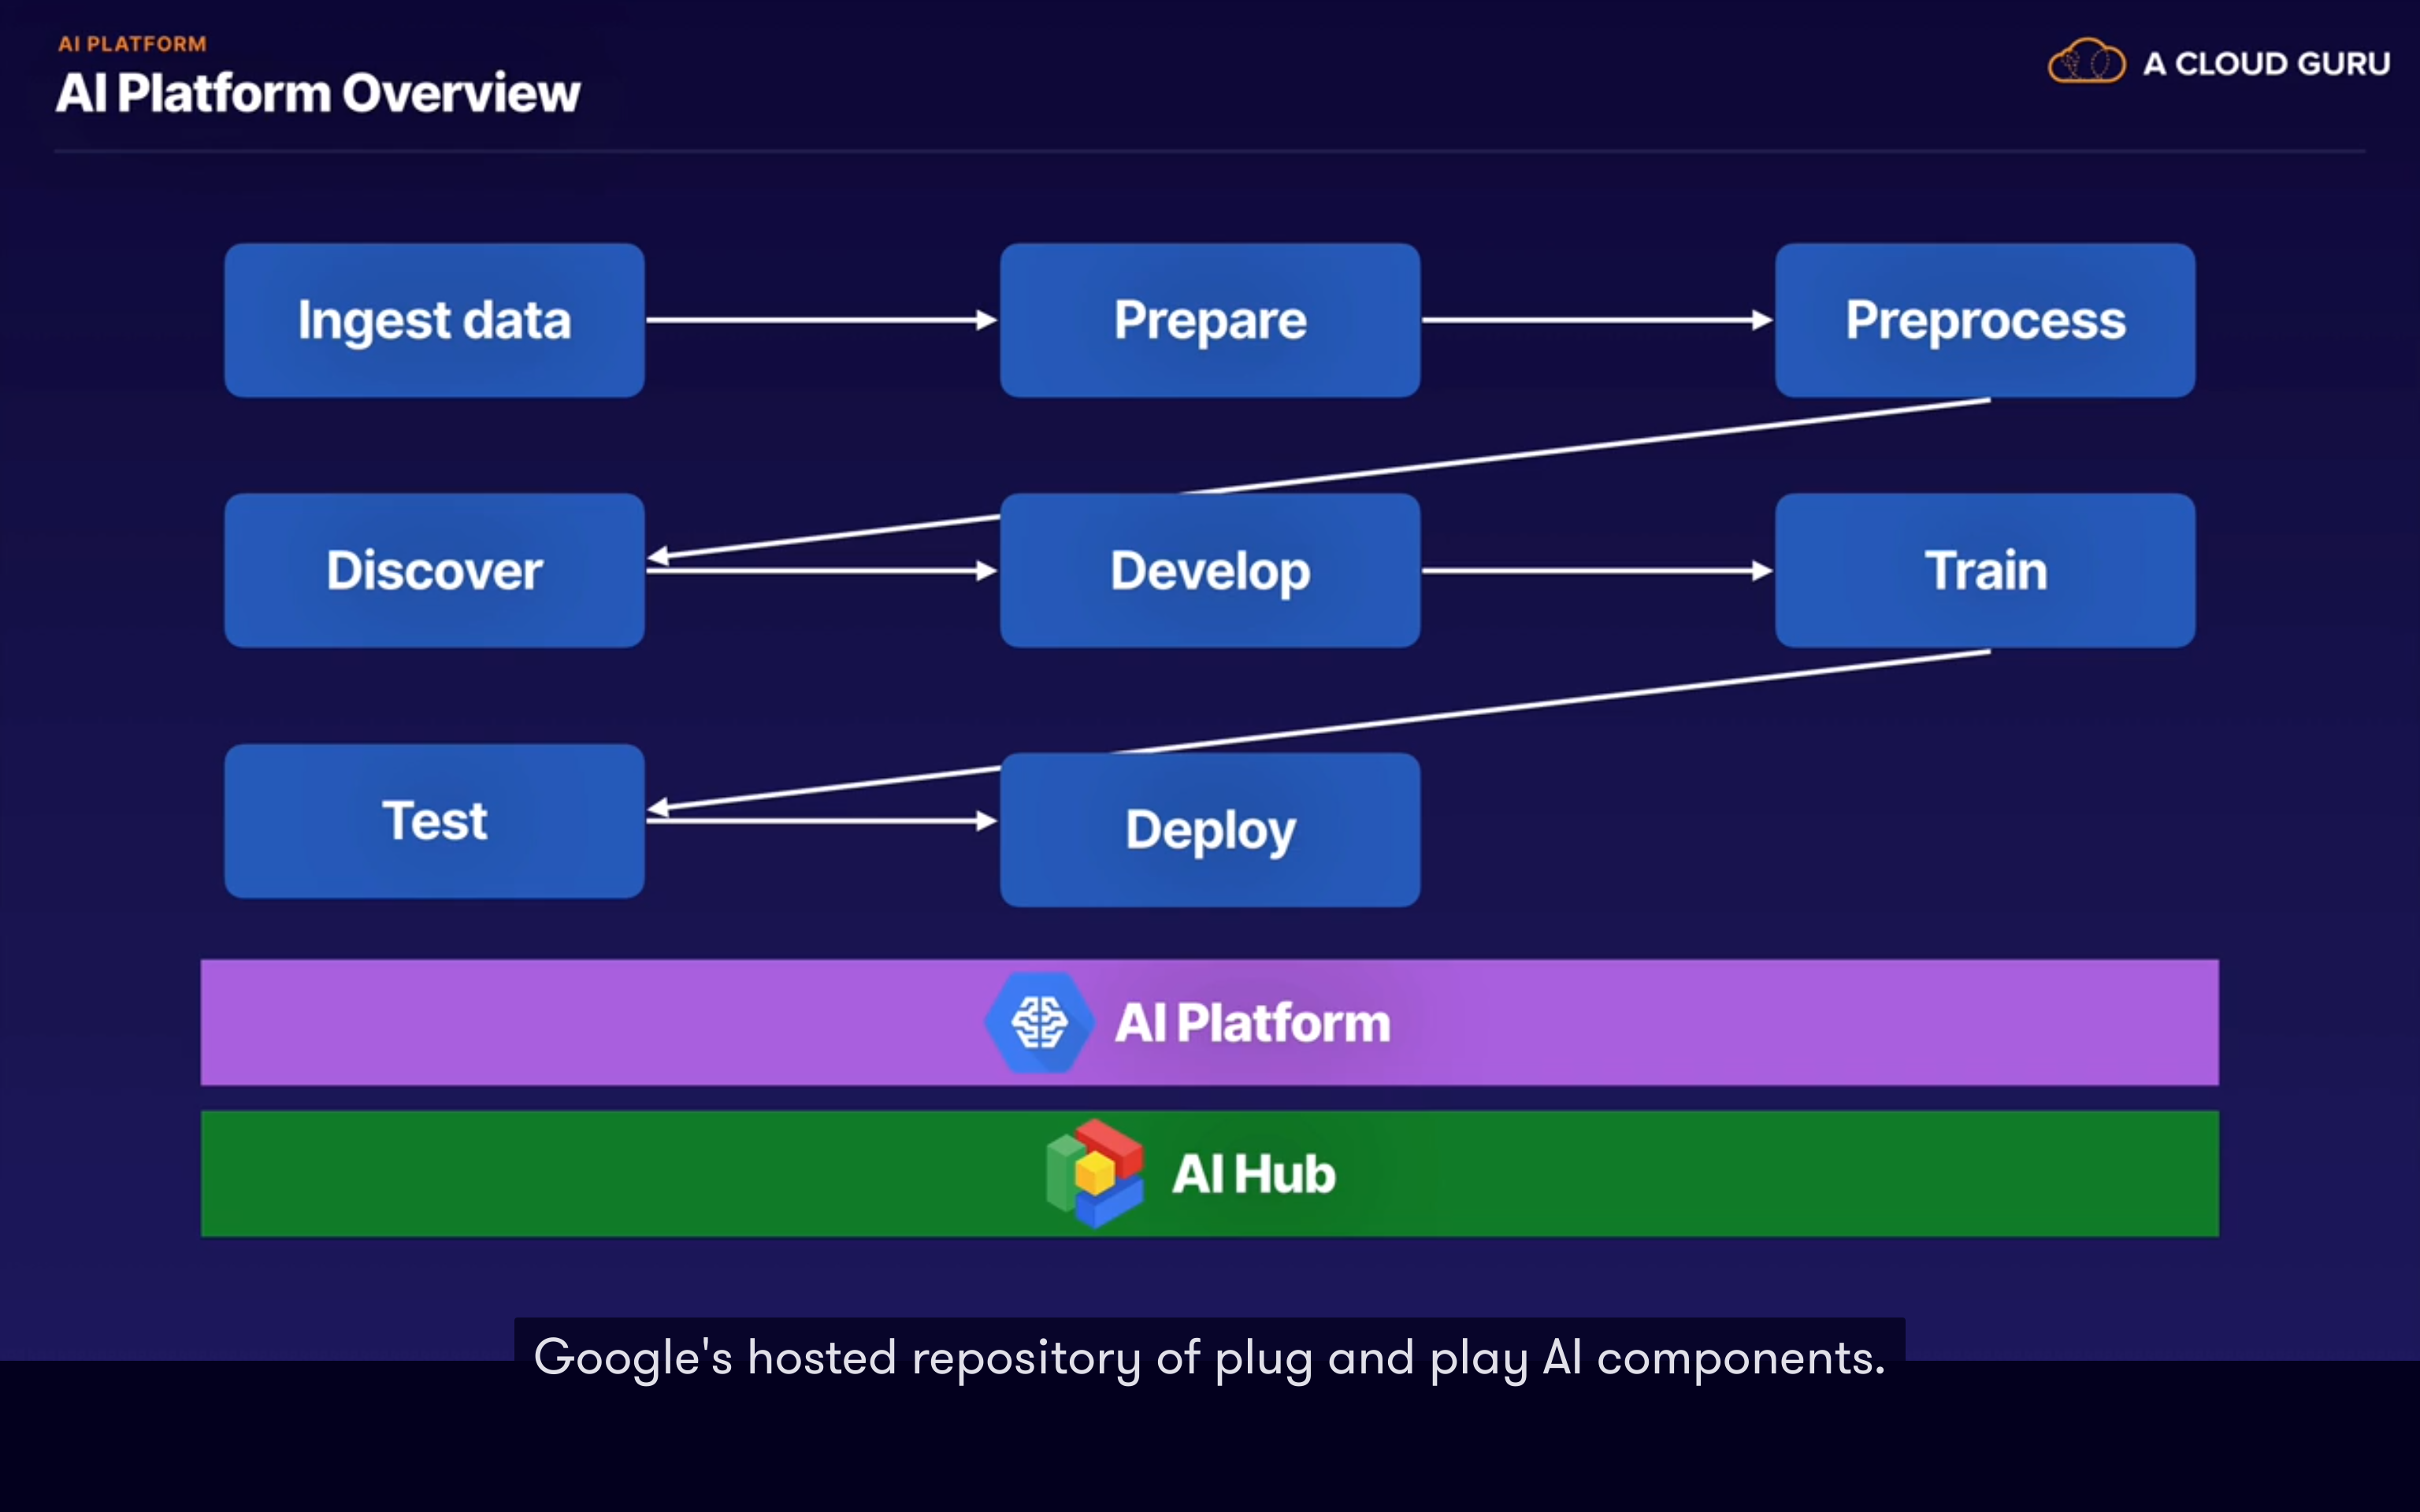 AI PLATFORM
AI Platform Overview
A CLOUD GURU
Ingest data
Prepare
Preprocess
Discover
Develop
Train
Test
Deploy
AI Platform
AI Hub
Google's hosted repository of plug and play AI components.